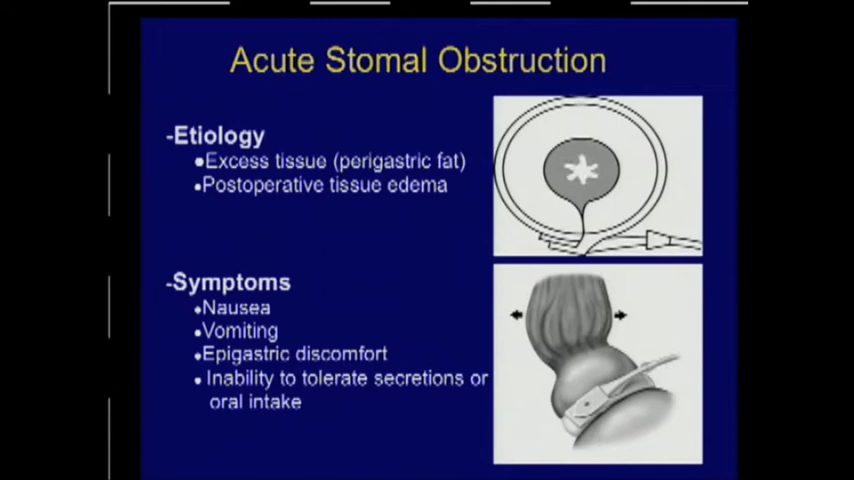 Acute Stomal Obstruction
-Etiology
•Excess tissue (perigastric fat)
•Postoperative tissue edema
-Symptoms
•Nausea
•Vomiting
•Epigastric discomfort
• Inability to tolerate secretions or
oral intake